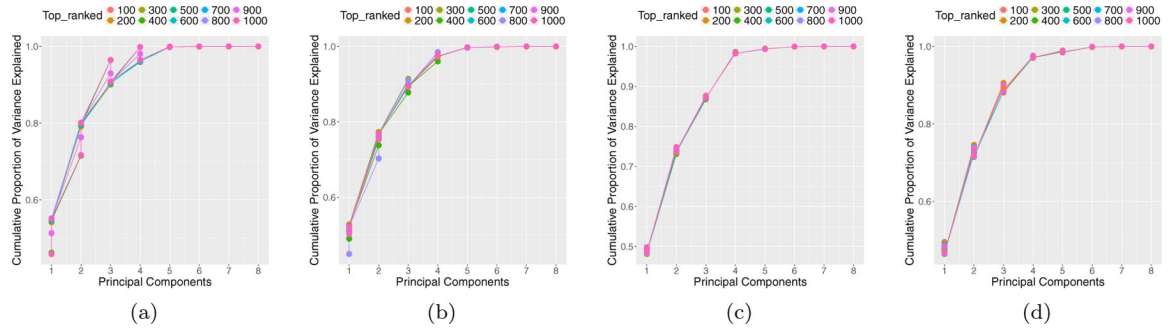 Top_ranked 100 300 500 700 900
200 400 600 800 1000
Cumulative Proportion of Variance Explained
1.0
0.8
0.6
1 2 3 4 5 6 7 8
Principal Components
(a)
Top_ranked 100 300 500 700 900
200 400 600 800 1000
Cumulative Proportion of Variance Explained
1.0
0.8
0.6
1 2 3 4 5 6 7 8
Principal Components
(b)
Top_ranked 100 300 500 700 900
200 400 600 800 1000
Cumulative Proportion of Variance Explained
1.0
0.9
0.8
0.7
0.6
0.5
1 2 3 4 5 6 7 8
Principal Components
(c)
Top_ranked 100 300 500 700 900
200 400 600 800 1000
Cumulative Proportion of Variance Explained
1.0
0.8
0.6
1 2 3 4 5 6 7 8
Principal Components
(d)